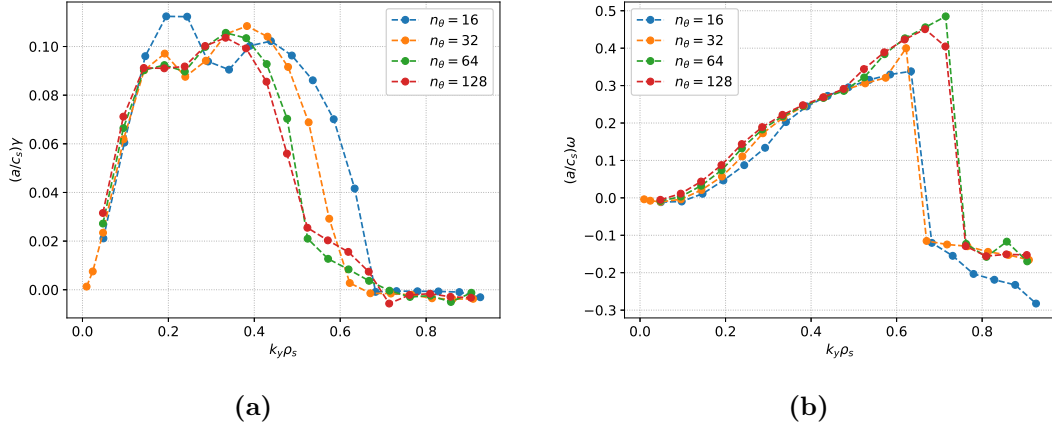 (a/c_s)γ
0.10
0.08
0.06
0.04
0.02
0.00
0.0 0.2 0.4 0.6 0.8
k_yρ_s
n_θ = 16
n_θ = 32
n_θ = 64
n_θ = 128
(a)
(a/c_s)ω
0.5
0.4
0.3
0.2
0.1
0.0
−0.1
−0.2
−0.3
0.0 0.2 0.4 0.6 0.8
k_yρ_s
n_θ = 16
n_θ = 32
n_θ = 64
n_θ = 128
(b)